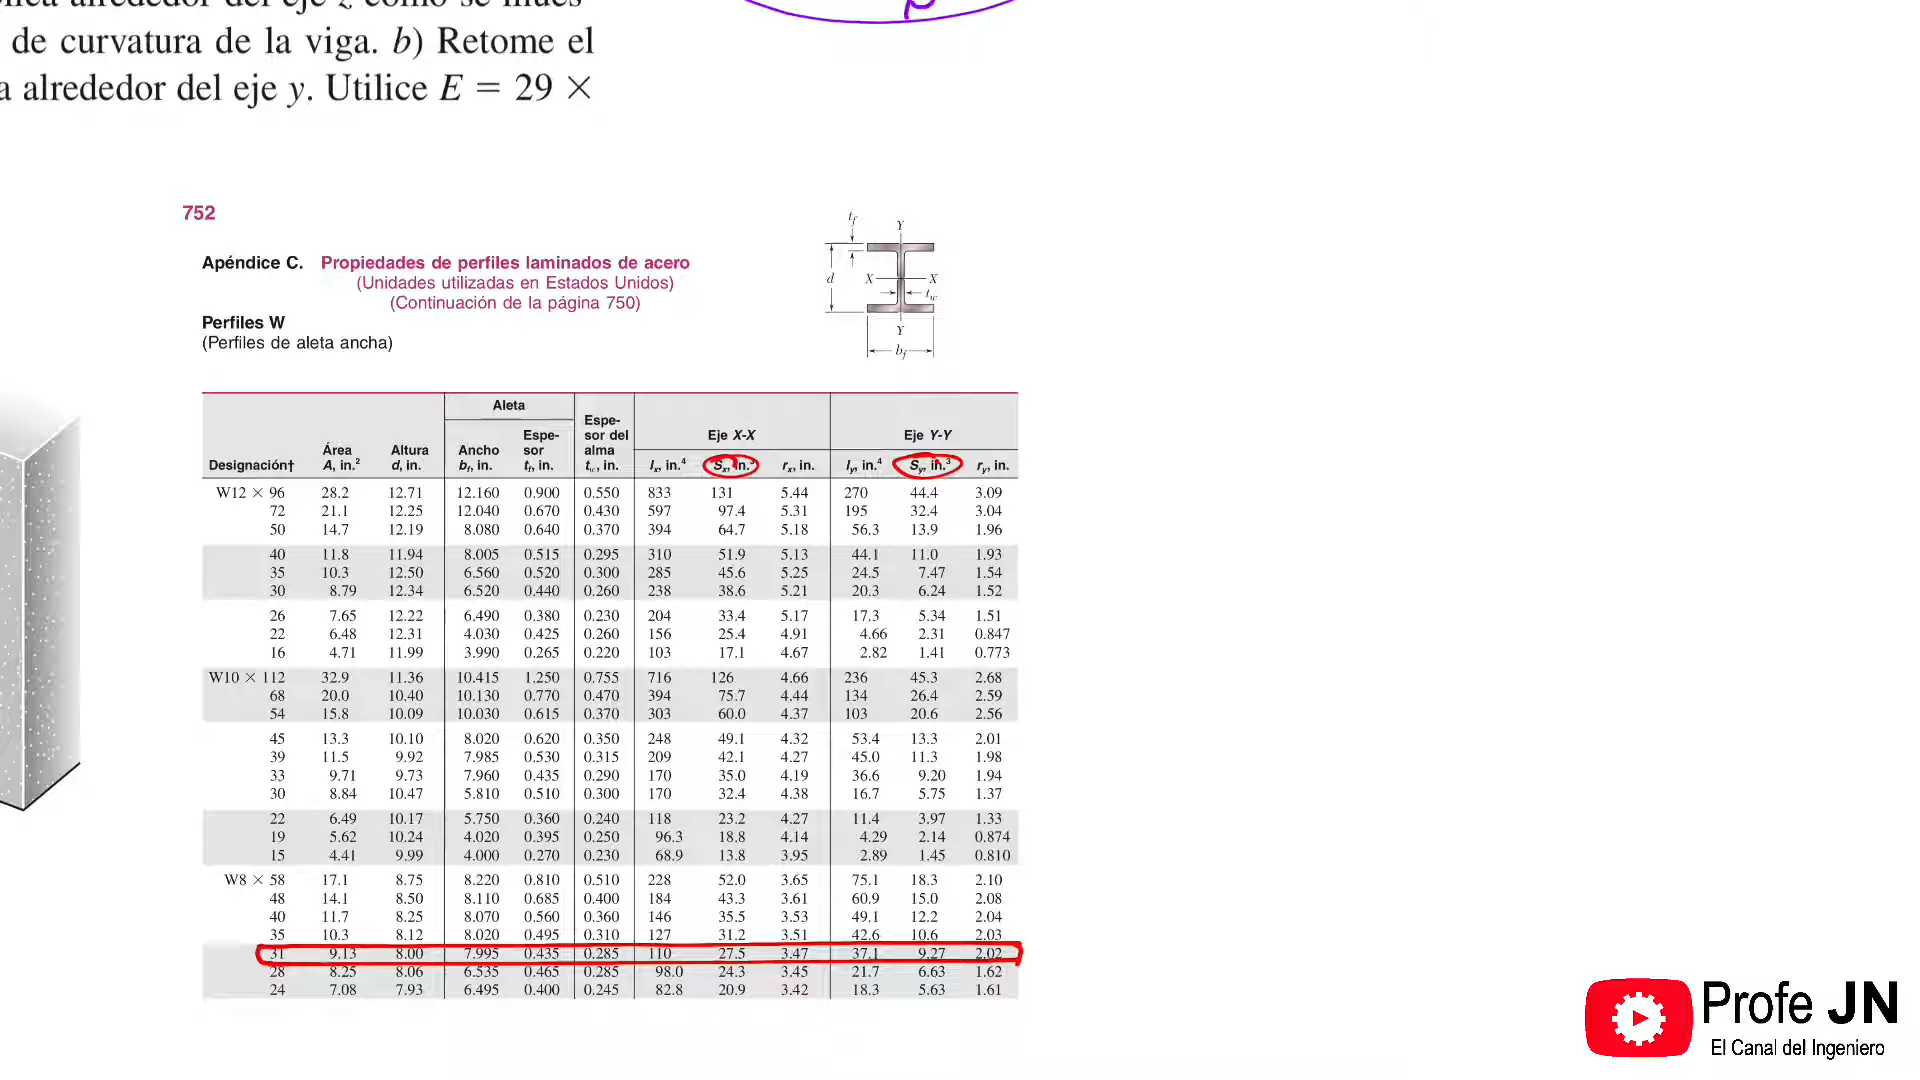 de curvatura de la viga. b) Retome el
alrededor del eje y. Utilice E = 29 ×
752
Apéndice C. Propiedades de perfiles laminados de acero
(Unidades utilizadas en Estados Unidos)
(Continuación de la página 750)
Perfiles W
(Perfiles de aleta ancha)
tf
Y
d X X
tw
Y
bf
Aleta
Designación† Área A, in.² Altura d, in. Ancho bf, in. Espe-sor tf, in. Espe-sor del alma tw, in. Eje X-X Ix, in.⁴ Sx, in.³ rx, in. Eje Y-Y Iy, in.⁴ Sy, in.³ ry, in.
W12 × 96 28.2 12.71 12.160 0.900 0.550 833 131 5.44 270 44.4 3.09
72 21.1 12.25 12.040 0.670 0.430 597 97.4 5.31 195 32.4 3.04
50 14.7 12.19 8.080 0.640 0.370 394 64.7 5.18 56.3 13.9 1.96
40 11.8 11.94 8.005 0.515 0.295 310 51.9 5.13 44.1 11.0 1.93
35 10.3 12.50 6.560 0.520 0.300 285 45.6 5.25 24.5 7.47 1.54
30 8.79 12.34 6.520 0.440 0.260 238 38.6 5.21 20.3 6.24 1.52
26 7.65 12.22 6.490 0.380 0.230 204 33.4 5.17 17.3 5.34 1.51
22 6.48 12.31 4.030 0.425 0.260 156 25.4 4.91 4.66 2.31 0.847
16 4.71 11.99 3.990 0.265 0.220 103 17.1 4.67 2.82 1.41 0.773
W10 × 112 32.9 11.36 10.415 1.250 0.755 716 126 4.66 236 45.3 2.68
68 20.0 10.40 10.130 0.770 0.470 394 75.7 4.44 134 26.4 2.59
54 15.8 10.09 10.030 0.615 0.370 303 60.0 4.37 103 20.6 2.56
45 13.3 10.10 8.020 0.620 0.350 248 49.1 4.32 53.4 13.3 2.01
39 11.5 9.92 7.985 0.530 0.315 209 42.1 4.27 45.0 11.3 1.98
33 9.71 9.73 7.960 0.435 0.290 170 35.0 4.19 36.6 9.20 1.94
30 8.84 10.47 5.810 0.510 0.300 170 32.4 4.38 16.7 5.75 1.37
22 6.49 10.17 5.750 0.360 0.240 118 23.2 4.27 11.4 3.97 1.33
19 5.62 10.24 4.020 0.395 0.250 96.3 18.8 4.14 4.29 2.14 0.874
15 4.41 9.99 4.000 0.270 0.230 68.9 13.8 3.95 2.89 1.45 0.810
W8 × 58 17.1 8.75 8.220 0.810 0.510 228 52.0 3.65 75.1 18.3 2.10
48 14.1 8.50 8.110 0.685 0.400 184 43.3 3.61 60.9 15.0 2.08
40 11.7 8.25 8.070 0.560 0.360 146 35.5 3.53 49.1 12.2 2.04
35 10.3 8.12 8.020 0.495 0.310 127 31.2 3.51 42.6 10.6 2.03
31 9.13 8.00 7.995 0.435 0.285 110 27.5 3.47 37.1 9.27 2.02
28 8.25 8.06 6.535 0.465 0.285 98.0 24.3 3.45 21.7 6.63 1.62
24 7.08 7.93 6.495 0.400 0.245 82.8 20.9 3.42 18.3 5.63 1.61
Profe JN
El Canal del Ingeniero